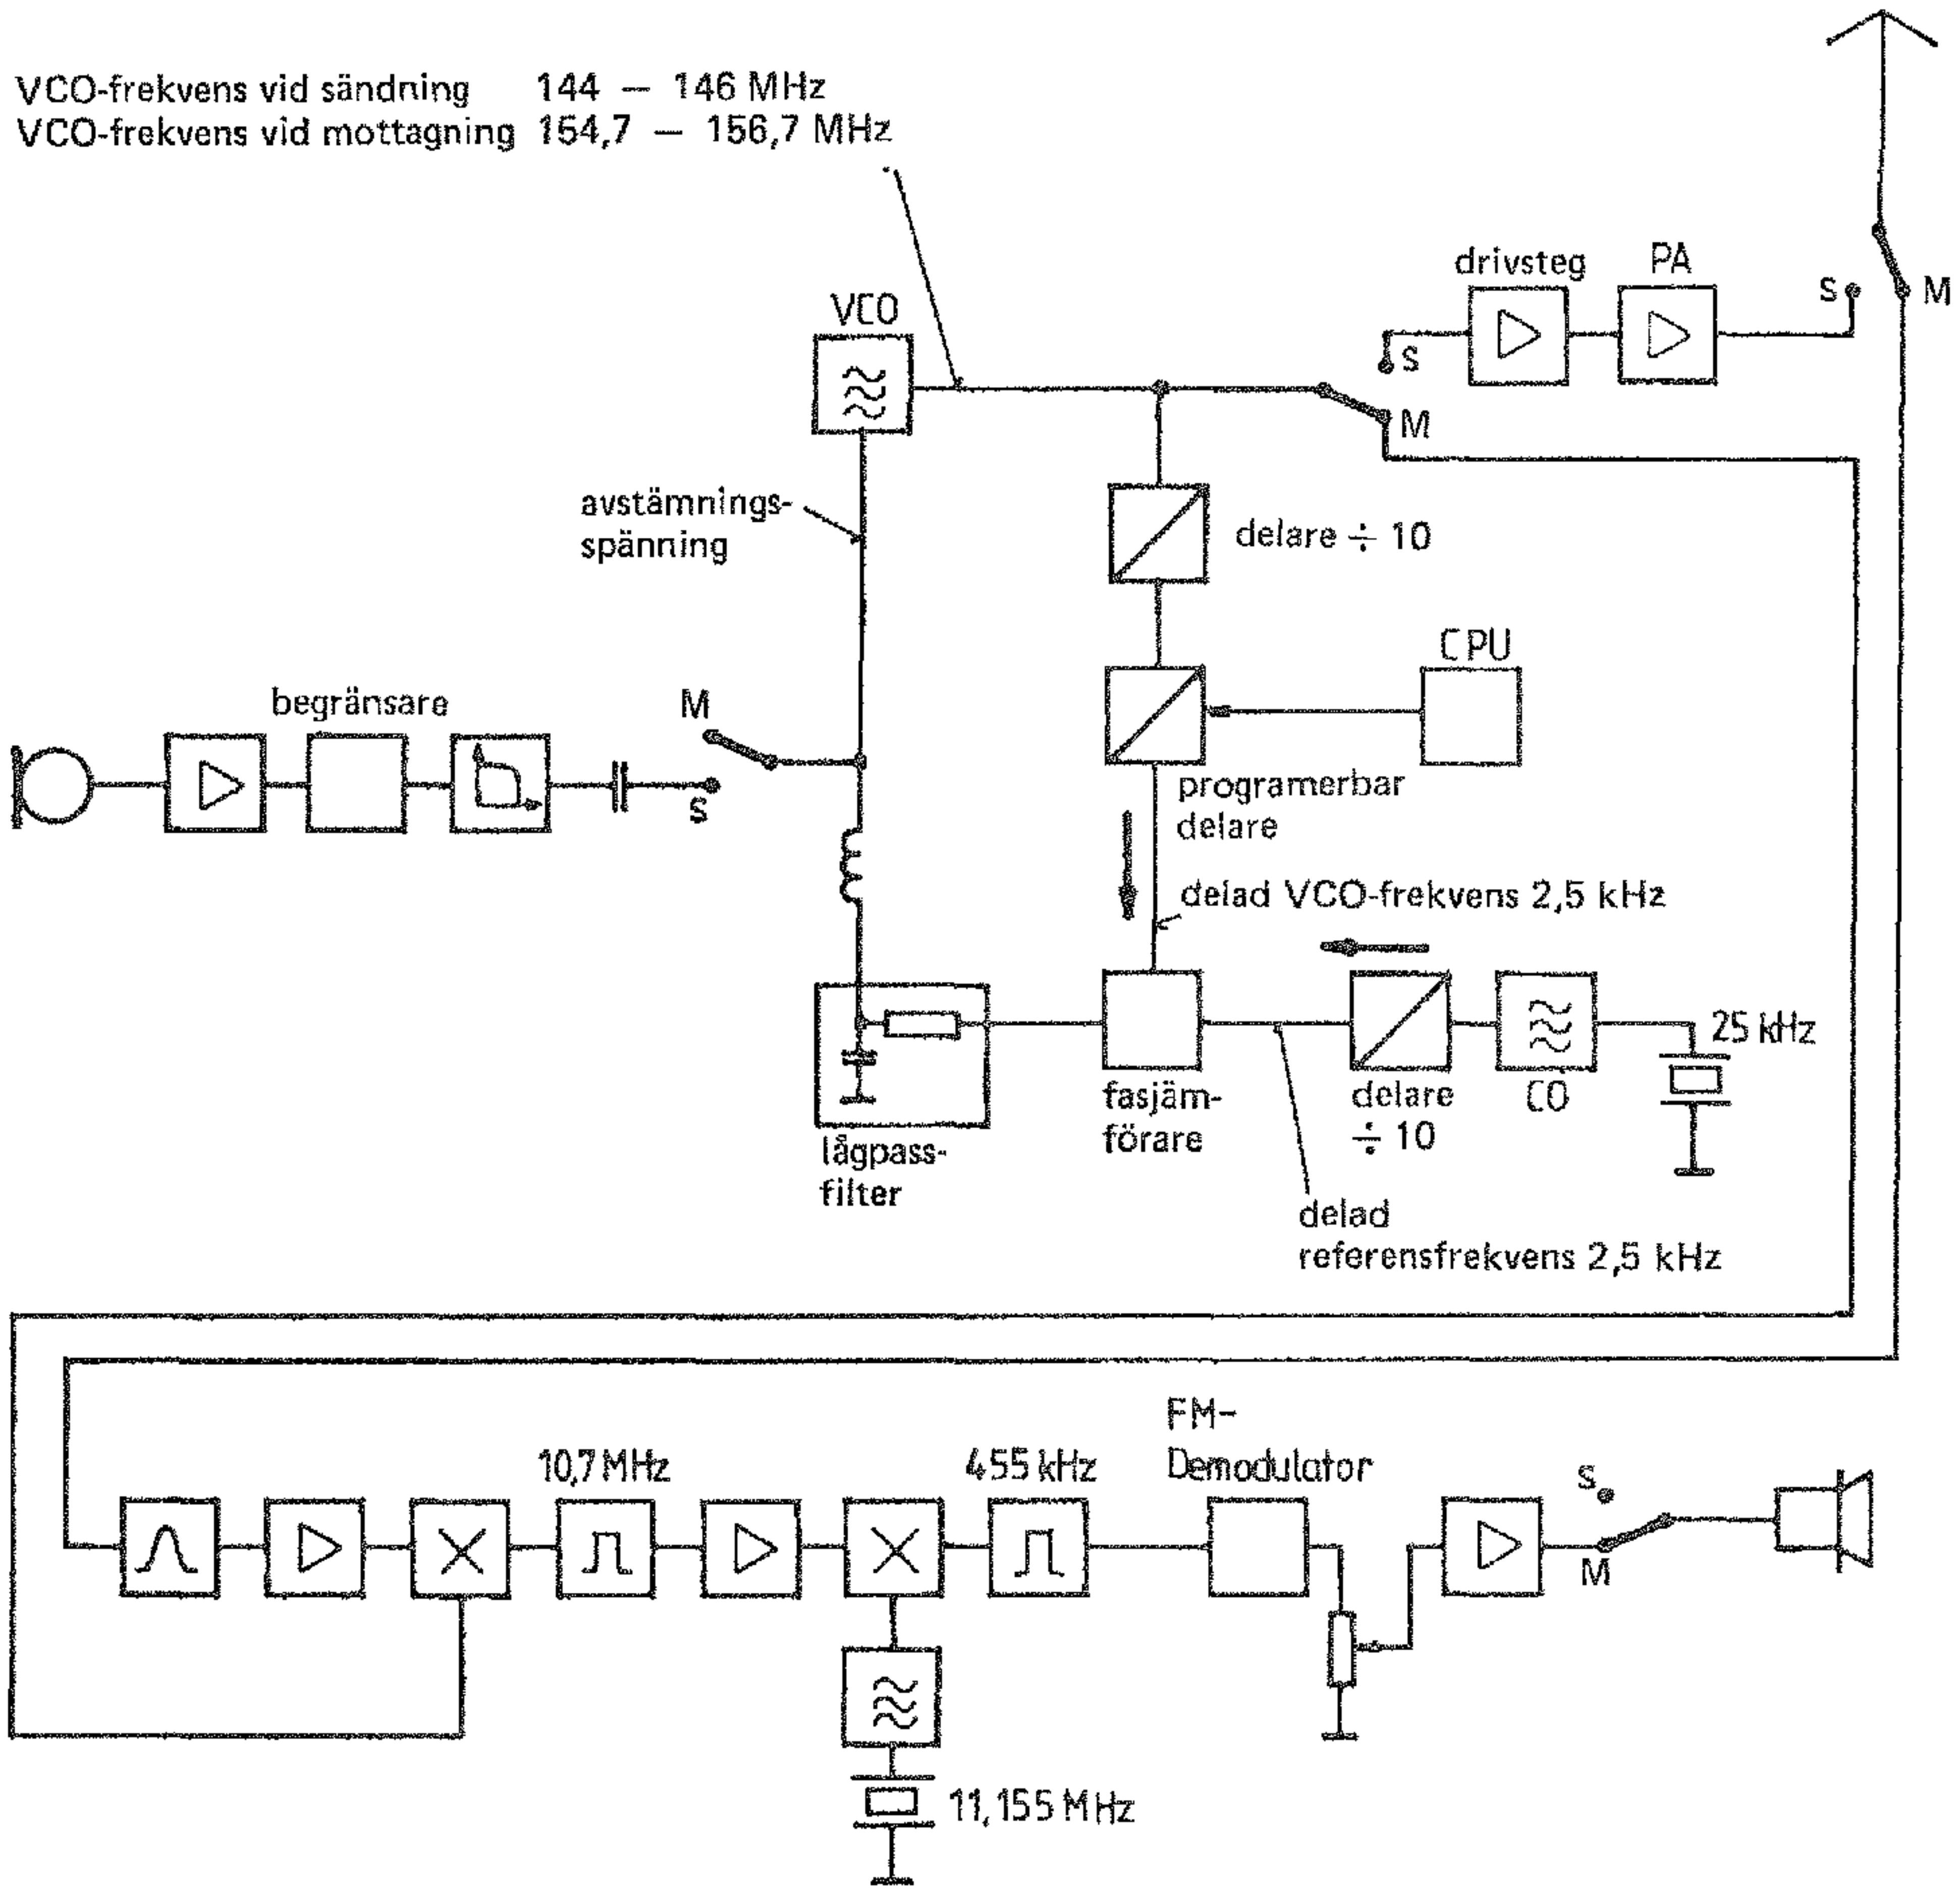 VCO-frekvens vid sändning 144 – 146 MHz
VCO-frekvens vid mottagning 154,7 – 156,7 MHz
drivsteg
PA
S
M
VCO
S
M
avstämnings-
spänning
delare ÷ 10
CPU
begränsare
M
S
programerbar
delare
delad VCO-frekvens 2,5 kHz
25 kHz
fasjäm-
förare
delare
÷ 10
CO
lågpass-
filter
delad
referensfrekvens 2,5 kHz
FM-
Demodulator
10,7 MHz
455 kHz
S
M
11,155 MHz